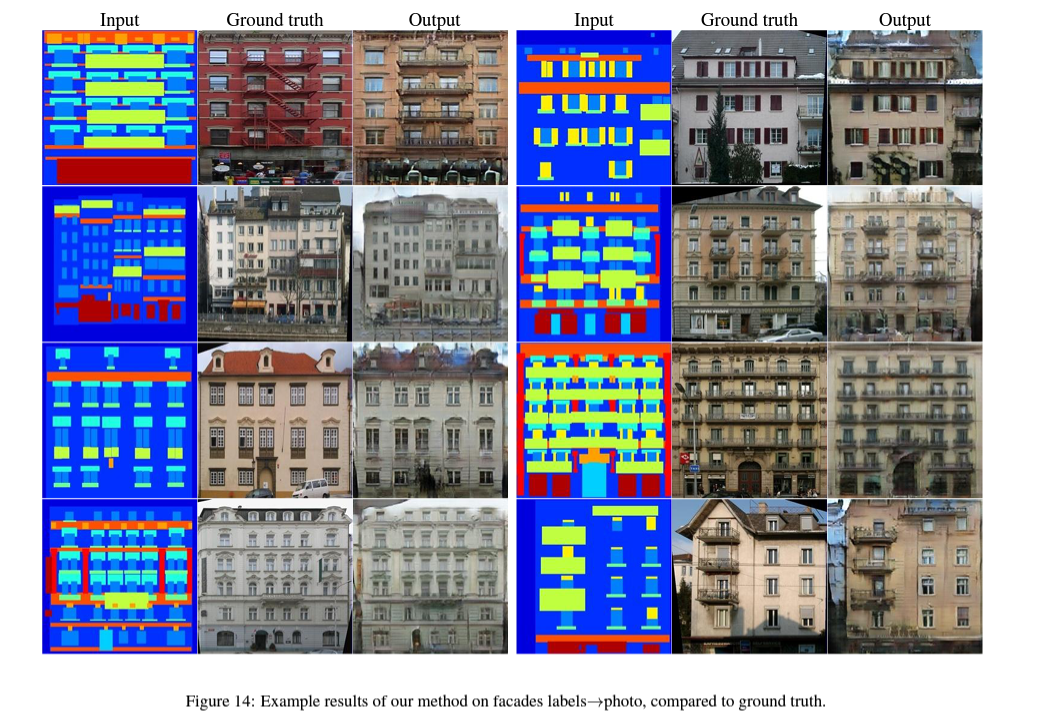 Input Ground truth Output Input Ground truth Output
Figure 14: Example results of our method on facades labels→photo, compared to ground truth.